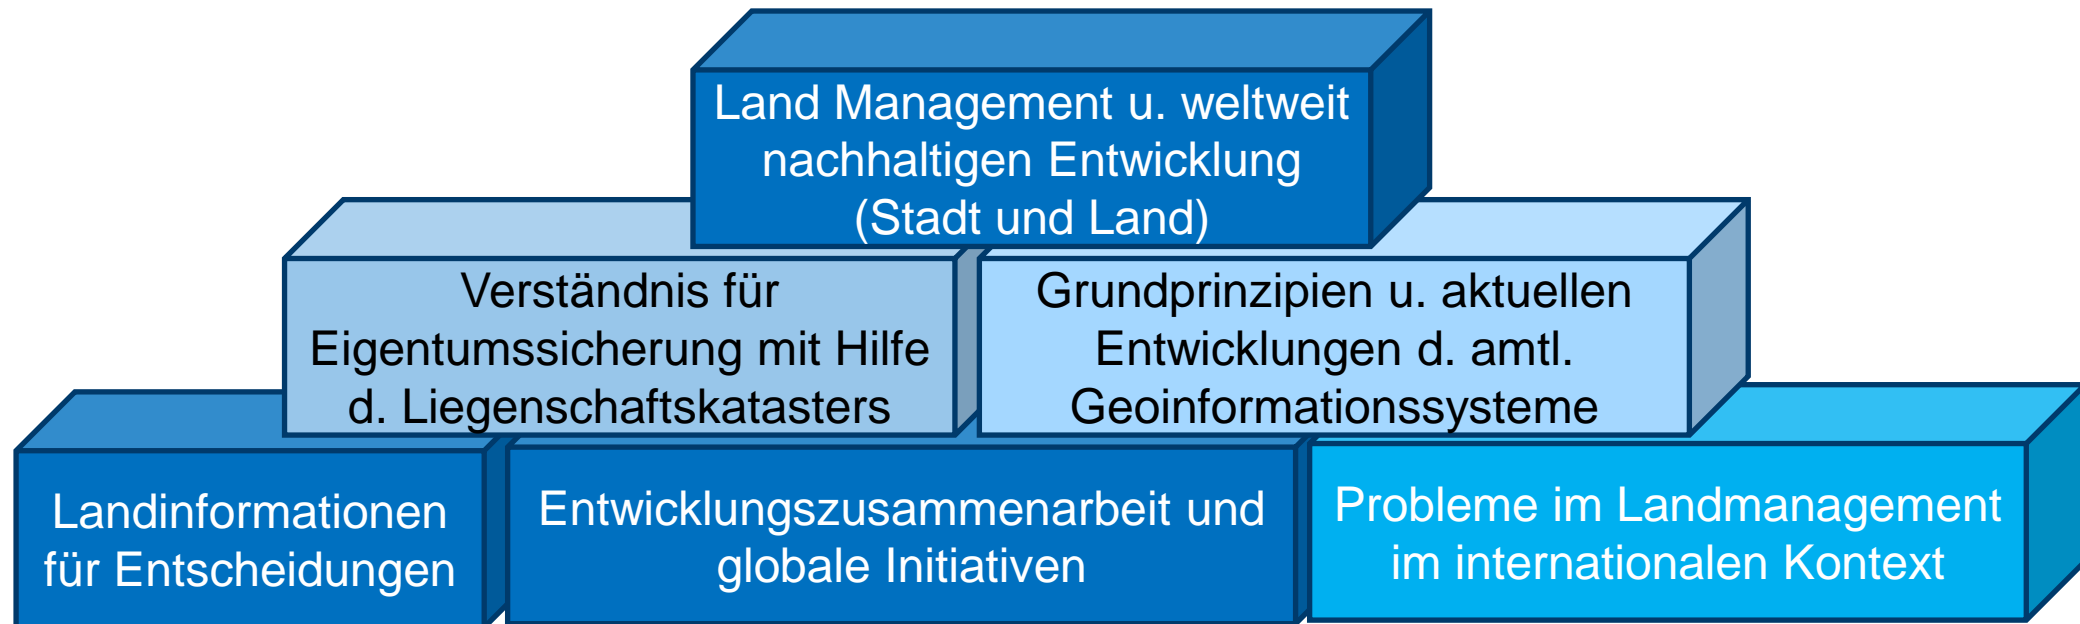 Land Management u. weltweit
nachhaltigen Entwicklung
(Stadt und Land)
Verständnis für
Eigentumssicherung mit Hilfe
d. Liegenschaftskatasters
Grundprinzipien u. aktuellen
Entwicklungen d. amtl.
Geoinformationssysteme
Landinformationen
für Entscheidungen
Entwicklungszusammenarbeit und
globale Initiativen
Probleme im Landmanagement
im internationalen Kontext